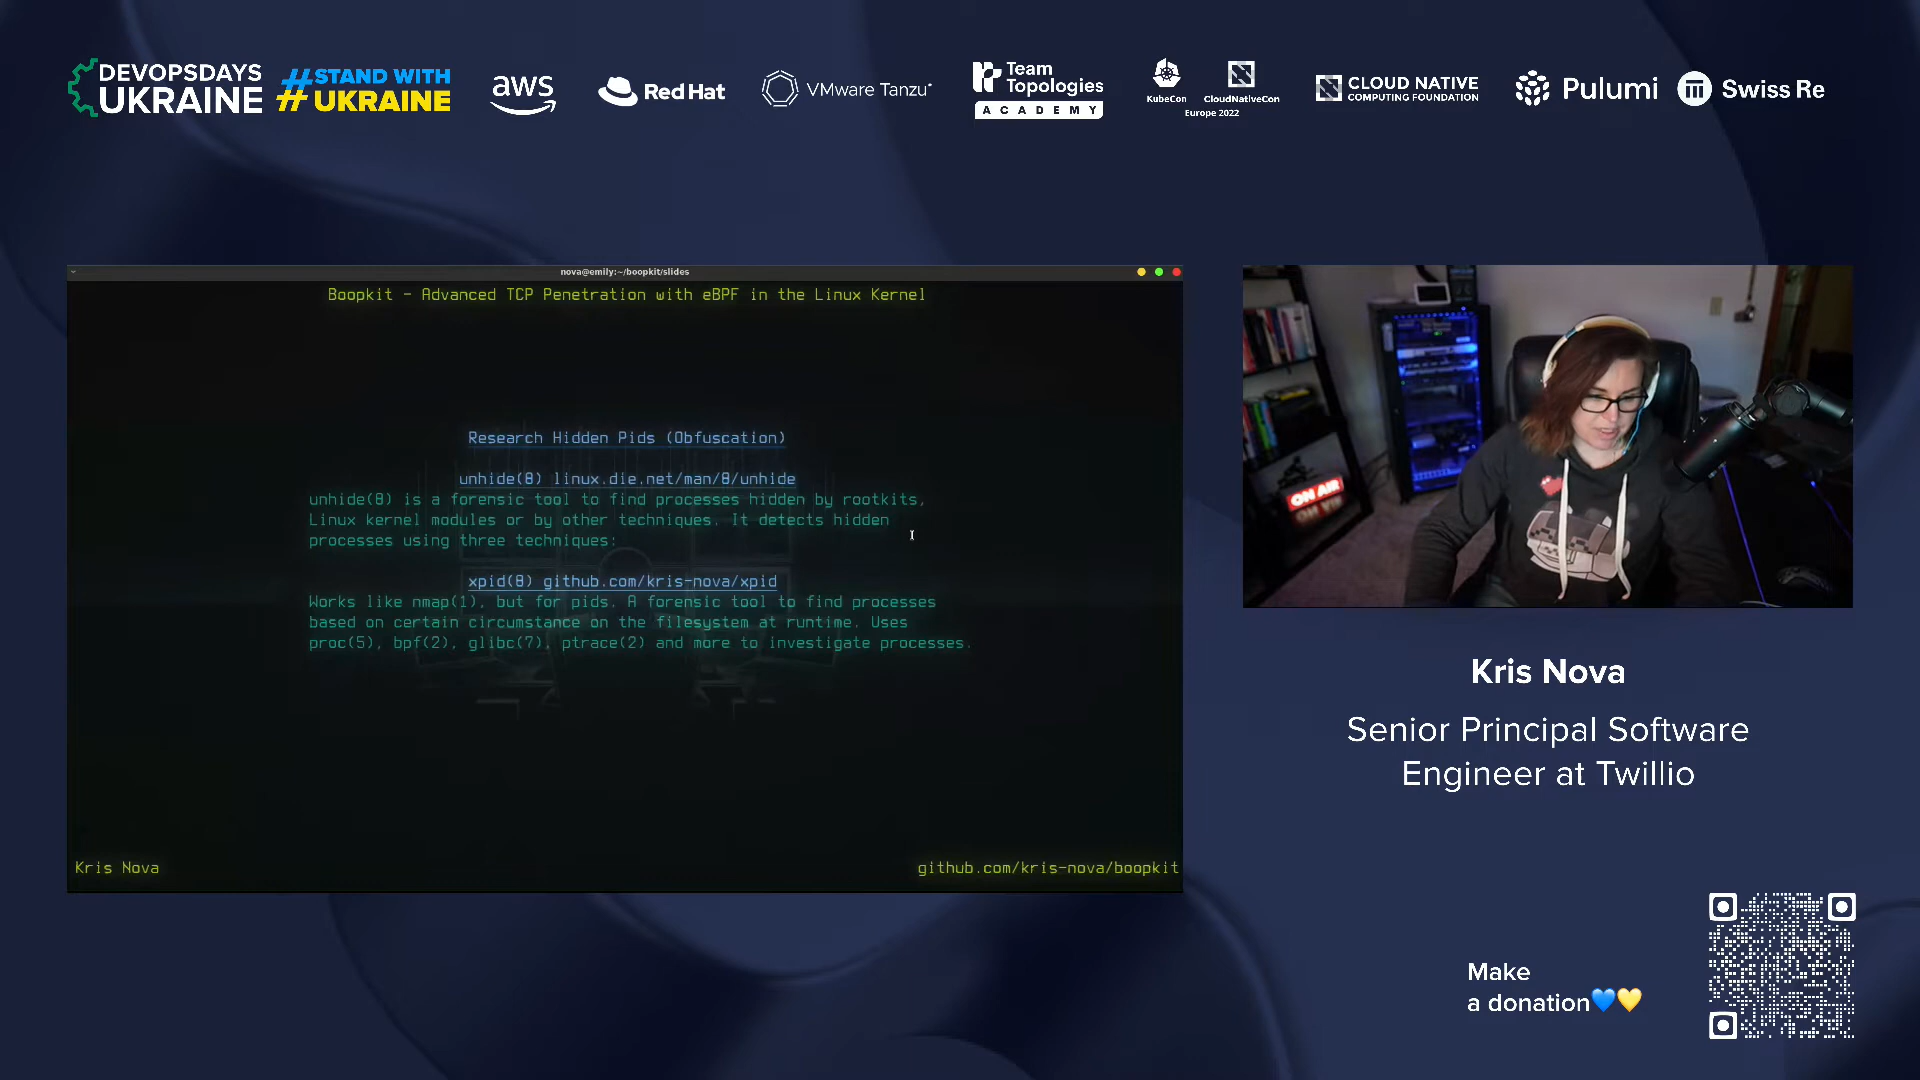 DEVOPSDAYS
UKRAINE
#STAND WITH
UKRAINE
aws
Red Hat
VMware Tanzu
Team
Topologies
ACADEMY
KubeCon
CloudNativeCon
Europe 2022
CLOUD NATIVE
COMPUTING FOUNDATION
Pulumi
Swiss Re
nova@emily:~/boopkit/slides
Boopkit - Advanced TCP Penetration with eBPF in the Linux Kernel
Research Hidden Pids (Obfuscation)
unhide(8) linux.die.net/man/8/unhide
unhide(8) is a forensic tool to find processes hidden by rootkits,
Linux kernel modules or by other techniques. It detects hidden
processes using three techniques:
xpid(8) github.com/kris-nova/xpid
Works like nmap(1), but for pids. A forensic tool to find processes
based on certain circumstance on the filesystem at runtime. Uses
proc(5), bpf(2), glibc(7), ptrace(2) and more to investigate processes.
Kris Nova
github.com/kris-nova/boopkit
ON AIR
Kris Nova
Senior Principal Software
Engineer at Twillio
Make
a donation💙💛